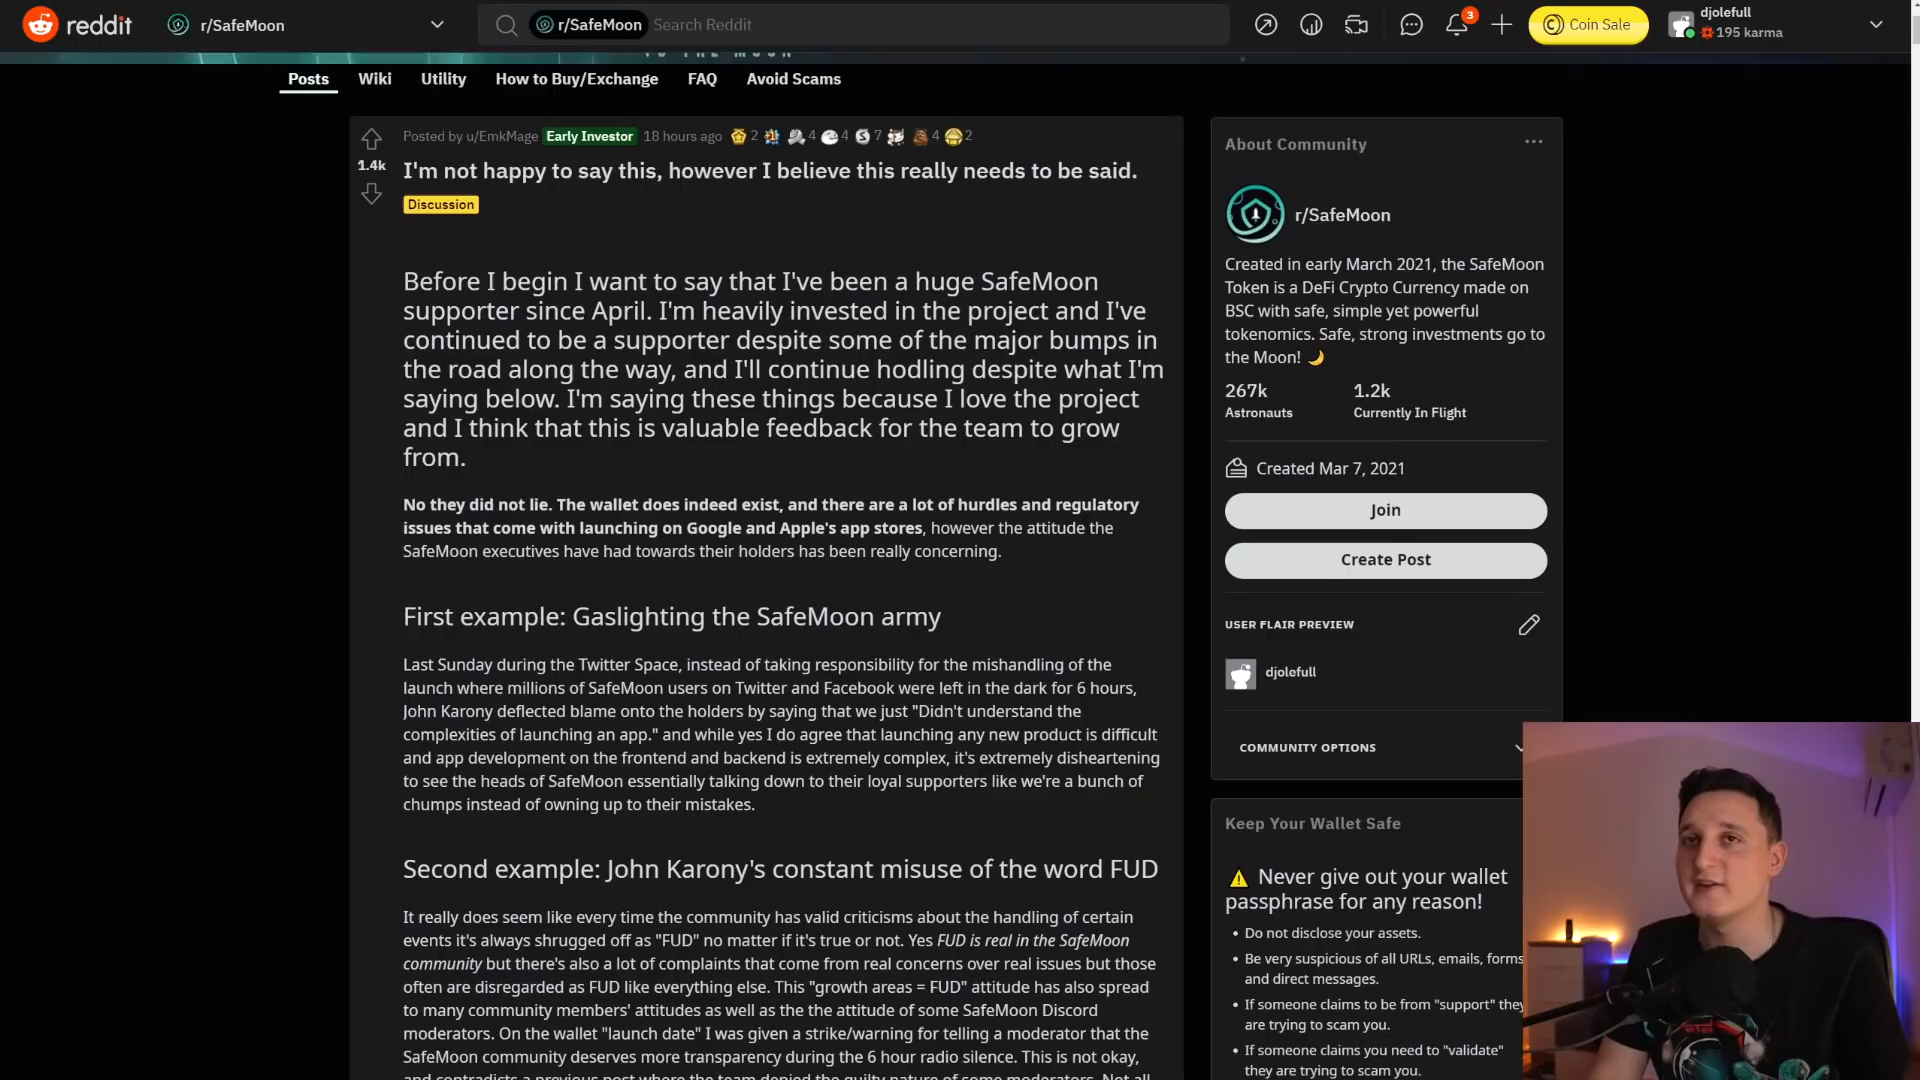 reddit
r/SafeMoon
r/SafeMoon Search Reddit
3
Coin Sale
djolefull
195 karma
Posts Wiki Utility How to Buy/Exchange FAQ Avoid Scams
Posted by u/EmkMage Early Investor 18 hours ago 2 4 4 7 4 2
1.4k
I'm not happy to say this, however I believe this really needs to be said.
Discussion
Before I begin I want to say that I've been a huge SafeMoon
supporter since April. I'm heavily invested in the project and I've
continued to be a supporter despite some of the major bumps in
the road along the way, and I'll continue hodling despite what I'm
saying below. I'm saying these things because I love the project
and I think that this is valuable feedback for the team to grow
from.
No they did not lie. The wallet does indeed exist, and there are a lot of hurdles and regulatory
issues that come with launching on Google and Apple's app stores, however the attitude the
SafeMoon executives have had towards their holders has been really concerning.
First example: Gaslighting the SafeMoon army
Last Sunday during the Twitter Space, instead of taking responsibility for the mishandling of the
launch where millions of SafeMoon users on Twitter and Facebook were left in the dark for 6 hours,
John Karony deflected blame onto the holders by saying that we just "Didn't understand the
complexities of launching an app." and while yes I do agree that launching any new product is difficult
and app development on the frontend and backend is extremely complex, it's extremely disheartening
to see the heads of SafeMoon essentially talking down to their loyal supporters like we're a bunch of
chumps instead of owning up to their mistakes.
Second example: John Karony's constant misuse of the word FUD
It really does seem like every time the community has valid criticisms about the handling of certain
events it's always shrugged off as "FUD" no matter if it's true or not. Yes FUD is real in the SafeMoon
community but there's also a lot of complaints that come from real concerns over real issues but those
often are disregarded as FUD like everything else. This "growth areas = FUD" attitude has also spread
to many community members' attitudes as well as the the attitude of some SafeMoon Discord
moderators. On the wallet "launch date" I was given a strike/warning for telling a moderator that the
SafeMoon community deserves more transparency during the 6 hour radio silence. This is not okay,
and contradicts a previous post where the team denied the guilty nature of some moderators. Not all
About Community
r/SafeMoon
Created in early March 2021, the SafeMoon
Token is a DeFi Crypto Currency made on
BSC with safe, simple yet powerful
tokenomics. Safe, strong investments go to
the Moon! 🌙
267k 1.2k
Astronauts Currently In Flight
Created Mar 7, 2021
Join
Create Post
USER FLAIR PREVIEW
djolefull
COMMUNITY OPTIONS
Keep Your Wallet Safe
⚠ Never give out your wallet
passphrase for any reason!
• Do not disclose your assets.
• Be very suspicious of all URLs, emails, forms
and direct messages.
• If someone claims to be from "support" they
are trying to scam you.
• If someone claims you need to "validate"
they are trying to scam you.